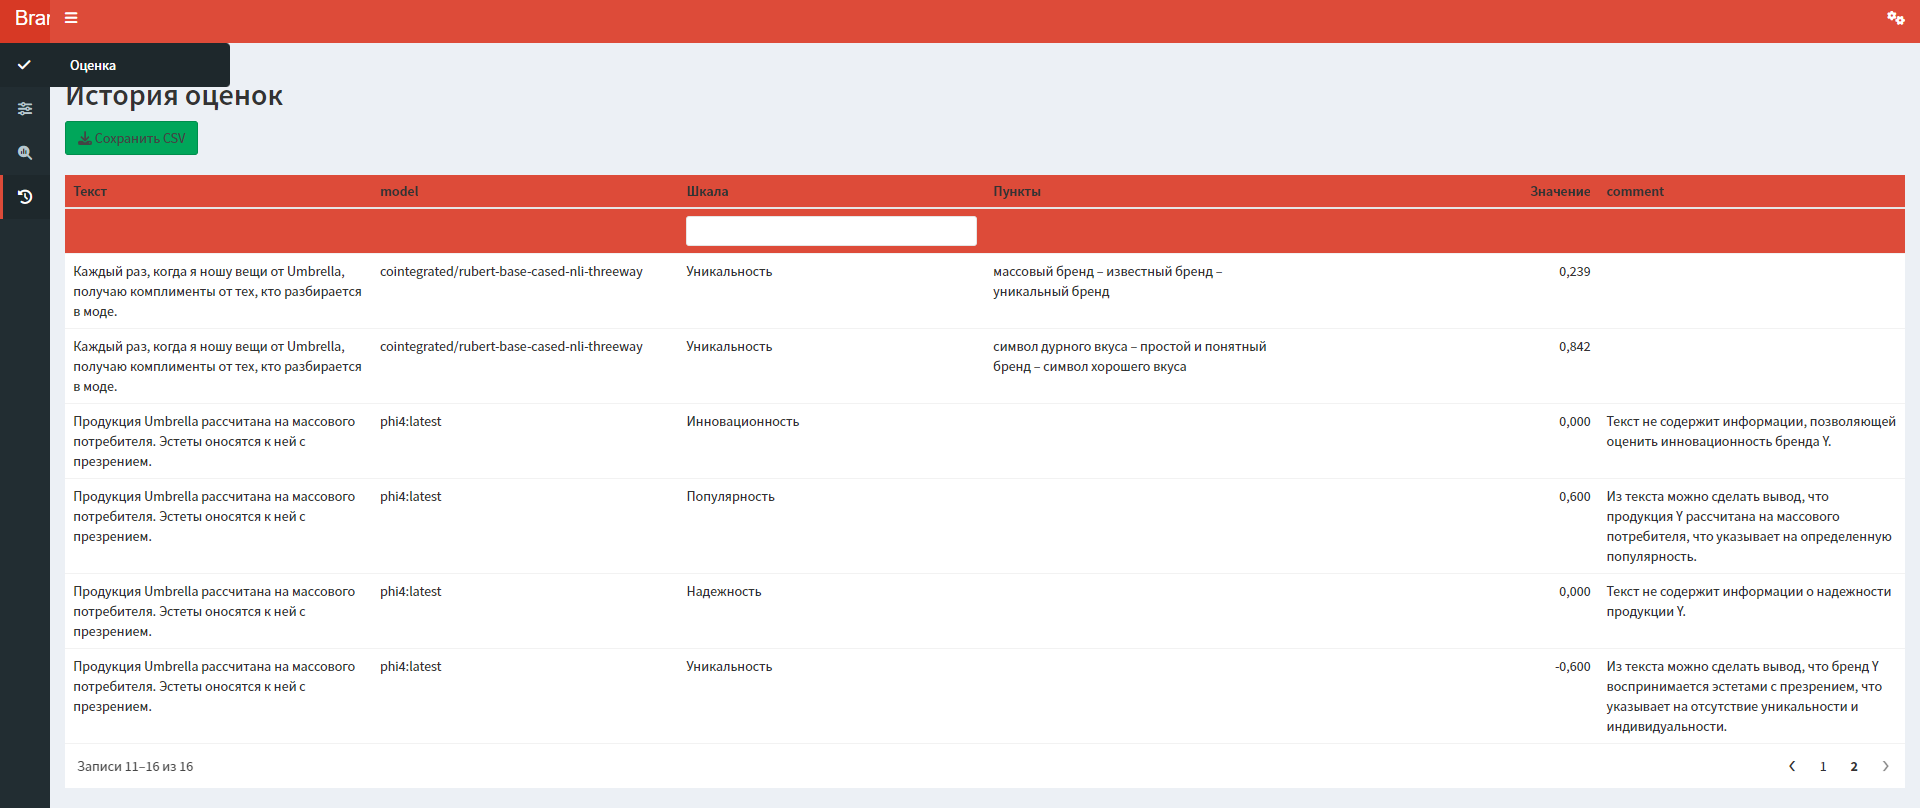 Bran
Оценка
История оценок
Сохранить CSV
Текст model Шкала Пункты Значение comment
Каждый раз, когда я ношу вещи от Umbrella, cointegrated/rubert-base-cased-nli-threeway Уникальность массовый бренд – известный бренд – 0,239
получаю комплименты от тех, кто разбирается уникальный бренд
в моде.
Каждый раз, когда я ношу вещи от Umbrella, cointegrated/rubert-base-cased-nli-threeway Уникальность символ дурного вкуса – простой и понятный 0,842
получаю комплименты от тех, кто разбирается бренд – символ хорошего вкуса
в моде.
Продукция Umbrella рассчитана на массового phi4:latest Инновационность 0,000 Текст не содержит информации, позволяющей
потребителя. Эстеты оносятся к ней с оценить инновационность бренда Y.
презрением.
Продукция Umbrella рассчитана на массового phi4:latest Популярность 0,600 Из текста можно сделать вывод, что
потребителя. Эстеты оносятся к ней с продукция Y рассчитана на массового
презрением. потребителя, что указывает на определенную
популярность.
Продукция Umbrella рассчитана на массового phi4:latest Надежность 0,000 Текст не содержит информации о надежности
потребителя. Эстеты оносятся к ней с продукции Y.
презрением.
Продукция Umbrella рассчитана на массового phi4:latest Уникальность -0,600 Из текста можно сделать вывод, что бренд Y
потребителя. Эстеты оносятся к ней с воспринимается эстетами с презрением, что
презрением. указывает на отсутствие уникальности и
индивидуальности.
Записи 11–16 из 16 1 2